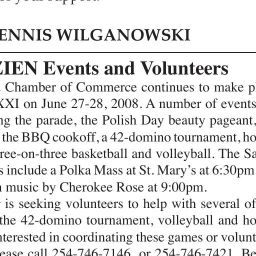 your support.
ENNIS WILGANOWSKI
ZIEN Events and Volunteers
Chamber of Commerce continues to make pl
XXI on June 27-28, 2008. A number of events
ng the parade, the Polish Day beauty pageant,
the BBQ cookoff, a 42-domino tournament, ho
ree-on-three basketball and volleyball. The Sa
s include a Polka Mass at St. Mary's at 6:30pm
music by Cherokee Rose at 9:00pm.
is seeking volunteers to help with several of
the 42-domino tournament, volleyball and ho
nterested in coordinating these games or volunt
ease call 254-746-7146, or 254-746-7421. Be